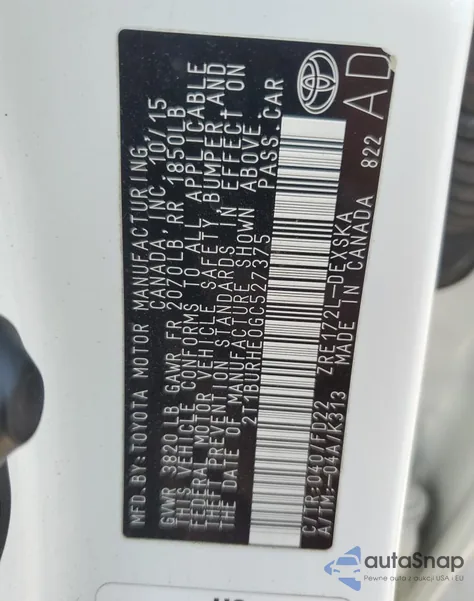 MFD.BY:TOYOTA MOTOR MANUFACTURING,
CANADA, INC. 10/15
GVWR 3820LB GAWR FR 2070LB,RR 1850LB
THIS VEHICLE CONFORMS TO ALL APPLICABLE
FEDERAL MOTOR VEHICLE SAFETY, BUMPER,AND
THEFT PREVENTION STANDARDS IN EFFECT ON
THE DATE OF MANUFACTURE SHOWN ABOVE.
2T1BURHE0GC527375 PASS.CAR
C/TR:040/FD22 ZRE172L-DEXSKA
A/TM:-04A/K313 MADE IN CANADA 822
AD
autaSnap
Pewne auta z aukcji USA i EU